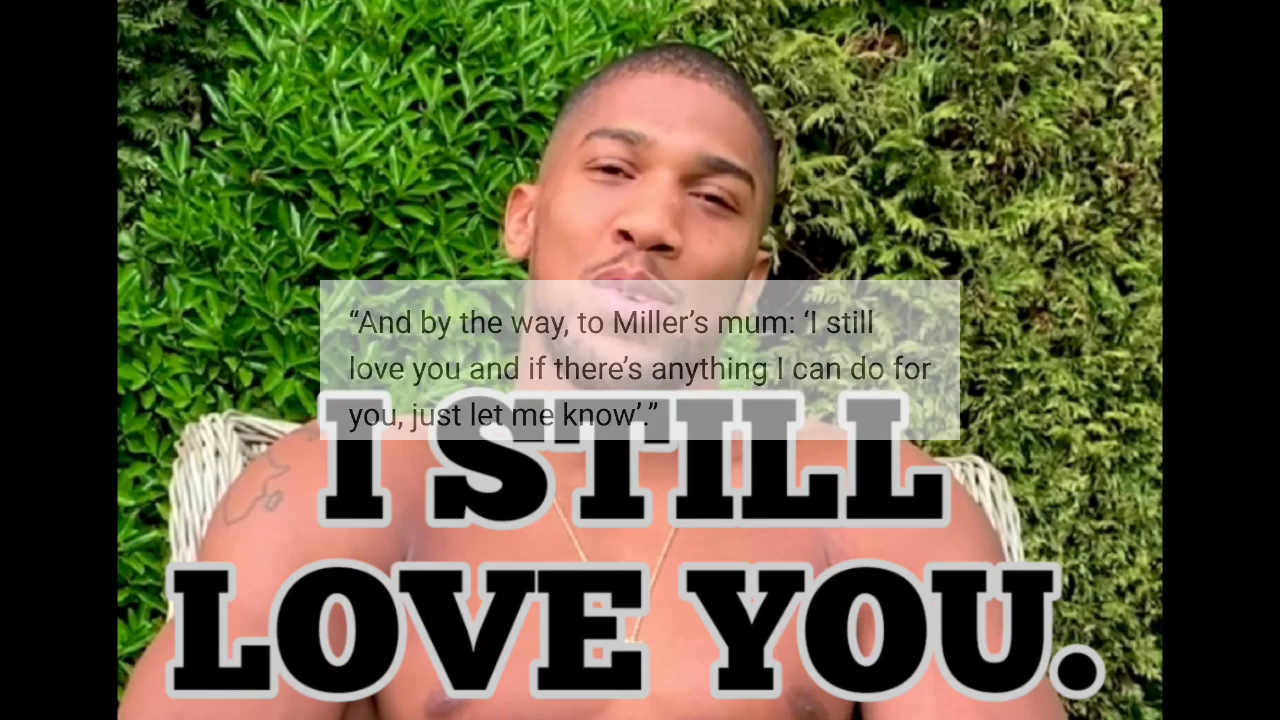 “And by the way, to Miller’s mum: ‘I still
love you and if there’s anything I can do for
you, just let me know’.”
I STILL
LOVE YOU.